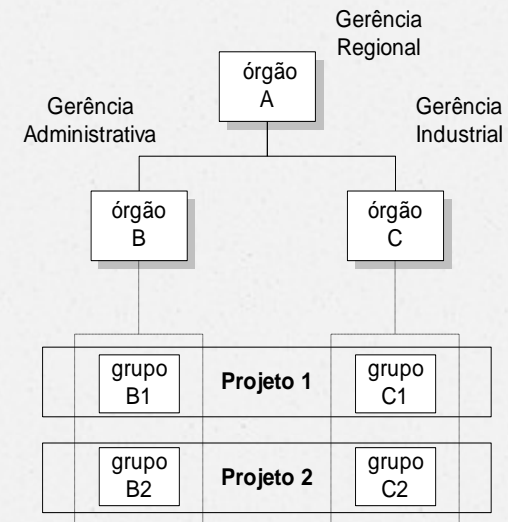 Gerência
Regional
órgão
A
Gerência
Administrativa
Gerência
Industrial
órgão
B
órgão
C
grupo
B1
Projeto 1
grupo
C1
grupo
B2
Projeto 2
grupo
C2